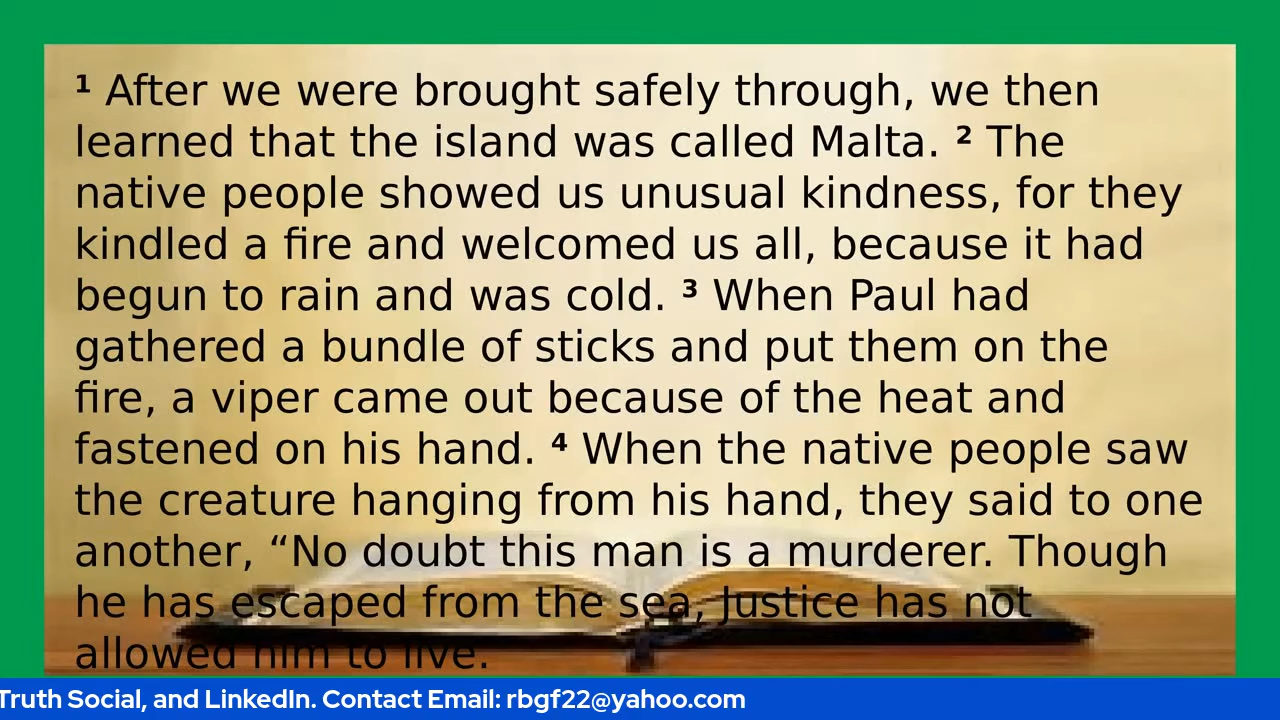 ¹ After we were brought safely through, we then
learned that the island was called Malta. ² The
native people showed us unusual kindness, for they
kindled a fire and welcomed us all, because it had
begun to rain and was cold. ³ When Paul had
gathered a bundle of sticks and put them on the
fire, a viper came out because of the heat and
fastened on his hand. ⁴ When the native people saw
the creature hanging from his hand, they said to one
another, “No doubt this man is a murderer. Though
he has escaped from the sea, Justice has not
allowed him to live.
Truth Social, and LinkedIn. Contact Email: rbgf22@yahoo.com